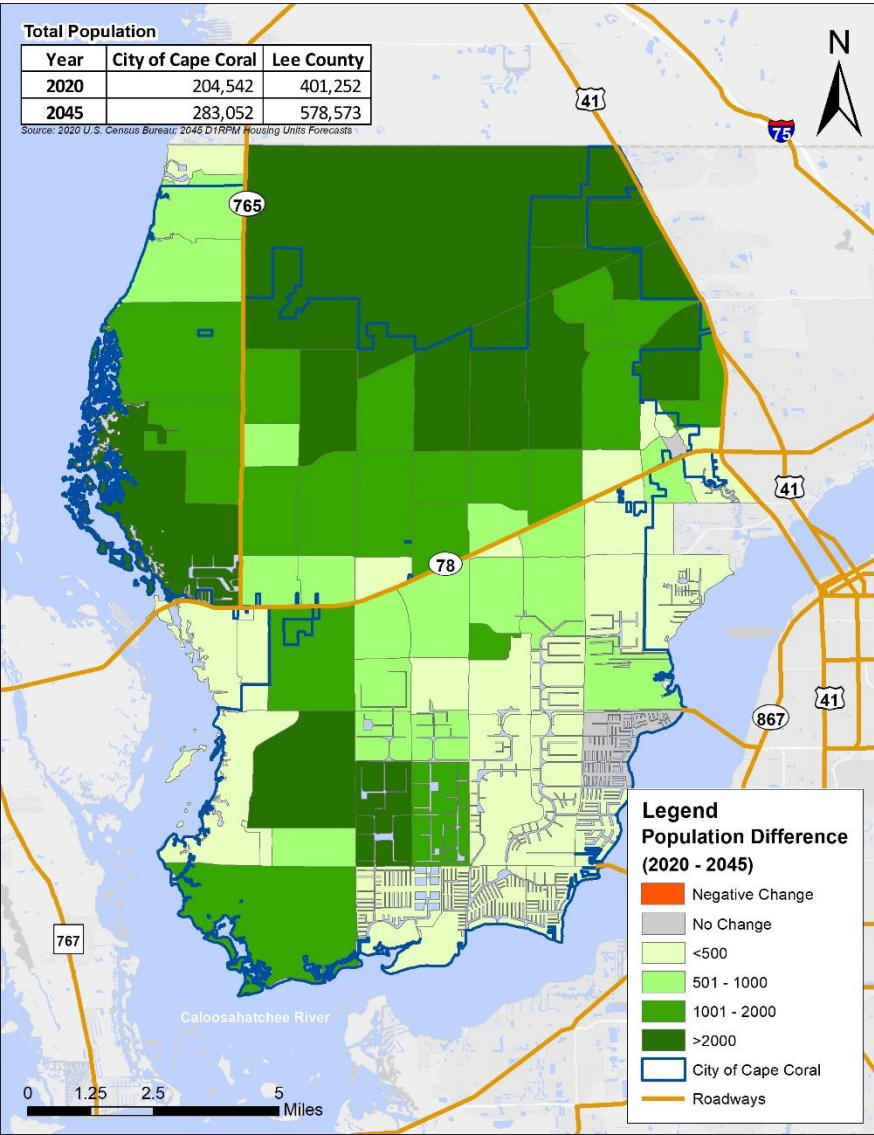 Total Population
Year City of Cape Coral Lee County
2020 204,542 401,252
2045 283,052 578,573
Source: 2020 U.S. Census Bureau; 2045 D1RPM Housing Units Forecasts
N
41
75
765
41
78
867
41
767
Legend
Population Difference
(2020 - 2045)
Negative Change
No Change
<500
501 - 1000
1001 - 2000
>2000
City of Cape Coral
Roadways
Caloosahatchee River
0 1.25 2.5 5
Miles